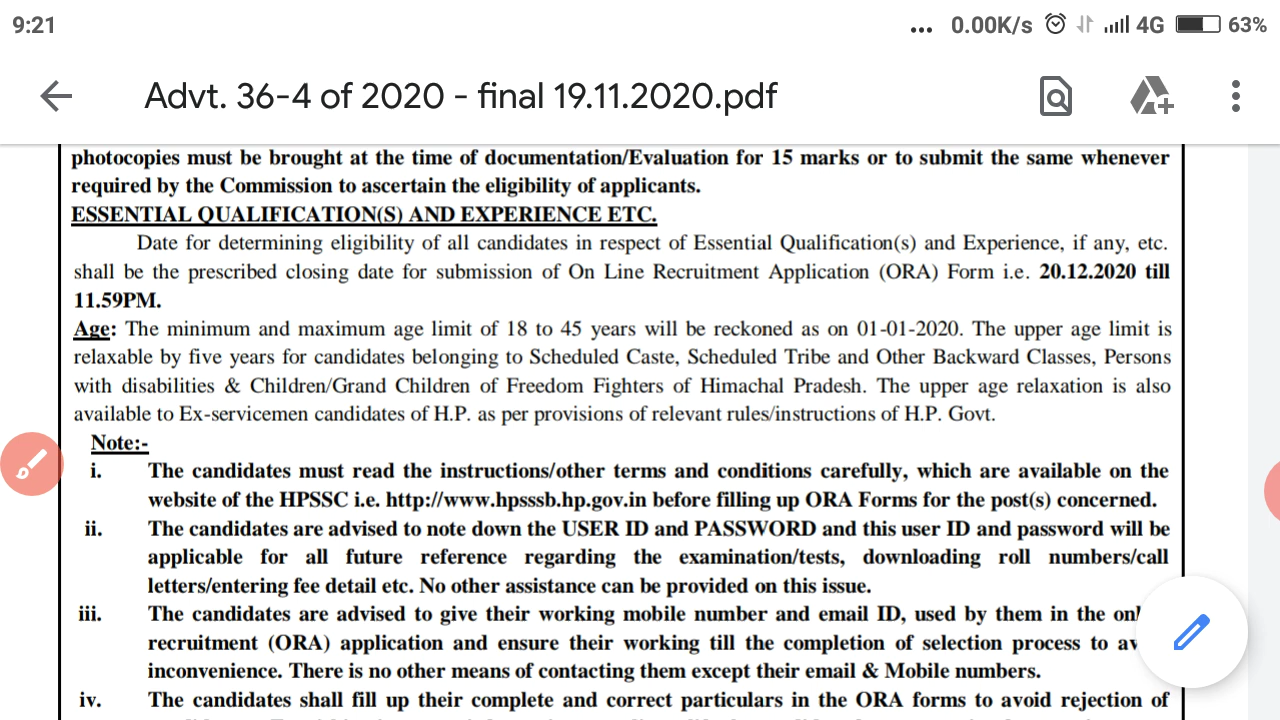 9:21
... 0.00K/s 4G 63%
Advt. 36-4 of 2020 - final 19.11.2020.pdf
photocopies must be brought at the time of documentation/Evaluation for 15 marks or to submit the same whenever
required by the Commission to ascertain the eligibility of applicants.
ESSENTIAL QUALIFICATION(S) AND EXPERIENCE ETC.
Date for determining eligibility of all candidates in respect of Essential Qualification(s) and Experience, if any, etc.
shall be the prescribed closing date for submission of On Line Recruitment Application (ORA) Form i.e. 20.12.2020 till
11.59PM.
Age: The minimum and maximum age limit of 18 to 45 years will be reckoned as on 01-01-2020. The upper age limit is
relaxable by five years for candidates belonging to Scheduled Caste, Scheduled Tribe and Other Backward Classes, Persons
with disabilities & Children/Grand Children of Freedom Fighters of Himachal Pradesh. The upper age relaxation is also
available to Ex-servicemen candidates of H.P. as per provisions of relevant rules/instructions of H.P. Govt.
Note:-
i. The candidates must read the instructions/other terms and conditions carefully, which are available on the
website of the HPSSC i.e. http://www.hpsssb.hp.gov.in before filling up ORA Forms for the post(s) concerned.
ii. The candidates are advised to note down the USER ID and PASSWORD and this user ID and password will be
applicable for all future reference regarding the examination/tests, downloading roll numbers/call
letters/entering fee detail etc. No other assistance can be provided on this issue.
iii. The candidates are advised to give their working mobile number and email ID, used by them in the
recruitment (ORA) application and ensure their working till the completion of selection process to
inconvenience. There is no other means of contacting them except their email & Mobile numbers.
iv. The candidates shall fill up their complete and correct particulars in the ORA forms to avoid rejection of